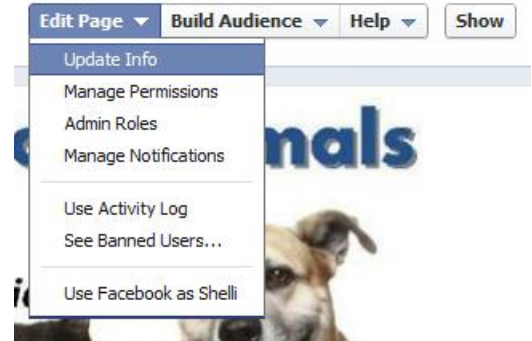 Edit Page Build Audience Help Show
Update Info
Manage Permissions
Admin Roles
Manage Notifications
Use Activity Log
See Banned Users...
Use Facebook as Shelli